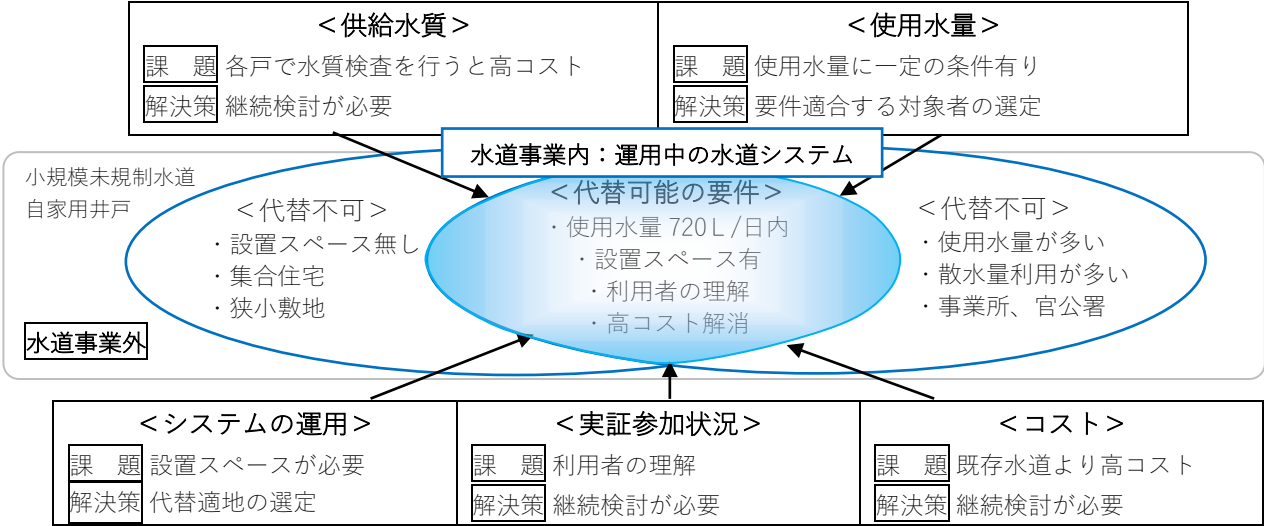 ＜供給水質＞
課　題 各戸で水質検査を行うと高コスト
解決策 継続検討が必要
＜使用水量＞
課　題 使用水量に一定の条件有り
解決策 要件適合する対象者の選定
水道事業内：運用中の水道システム
小規模未規制水道
自家用井戸
＜代替不可＞
・設置スペース無し
・集合住宅
・狭小敷地
＜代替可能の要件＞
・使用水量 720Ｌ/日内
・設置スペース有
・利用者の理解
・高コスト解消
＜代替不可＞
・使用水量が多い
・散水量利用が多い
・事業所、官公署
水道事業外
＜システムの運用＞
課　題 設置スペースが必要
解決策 代替適地の選定
＜実証参加状況＞
課　題 利用者の理解
解決策 継続検討が必要
＜コスト＞
課　題 既存水道より高コスト
解決策 継続検討が必要